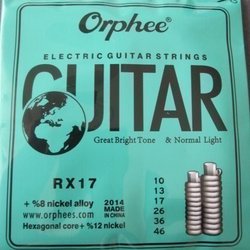 Orphee
ELECTRIC GUITAR STRINGS
GUITAR
Great Bright Tone & Normal Light
RX17
+ %8 nickel alloy
www.orphees.com
Hexagonal core+ %12 nickel
2014
MADE
IN CHINA
10
13
17
26
36
46